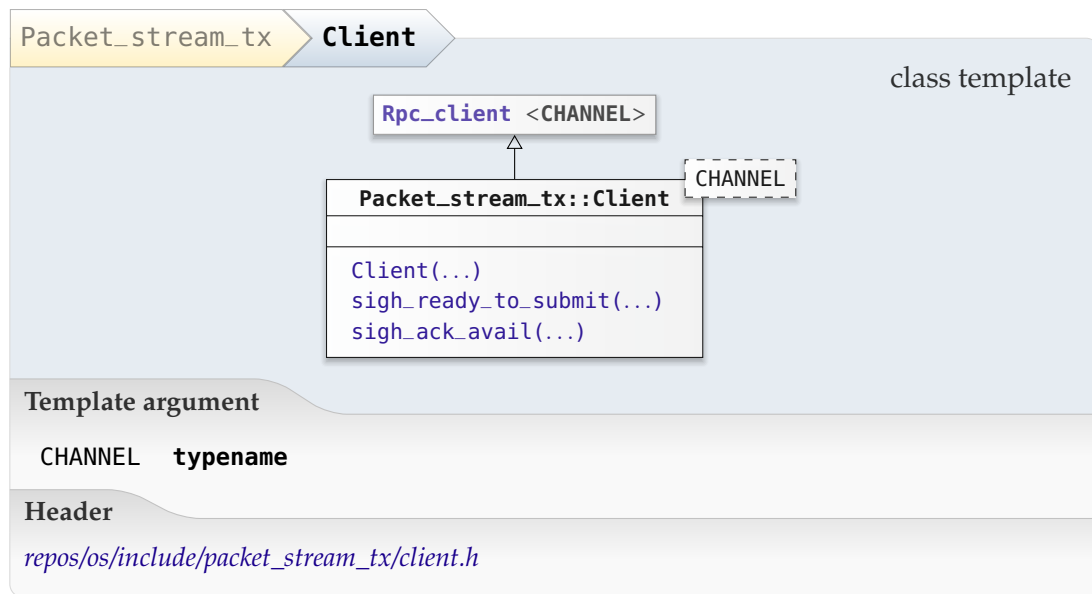 Packet_stream_tx Client
class template
Rpc_client <CHANNEL>
CHANNEL
Packet_stream_tx::Client
Client(...)
sigh_ready_to_submit(...)
sigh_ack_avail(...)
Template argument
CHANNEL typename
Header
repos/os/include/packet_stream_tx/client.h